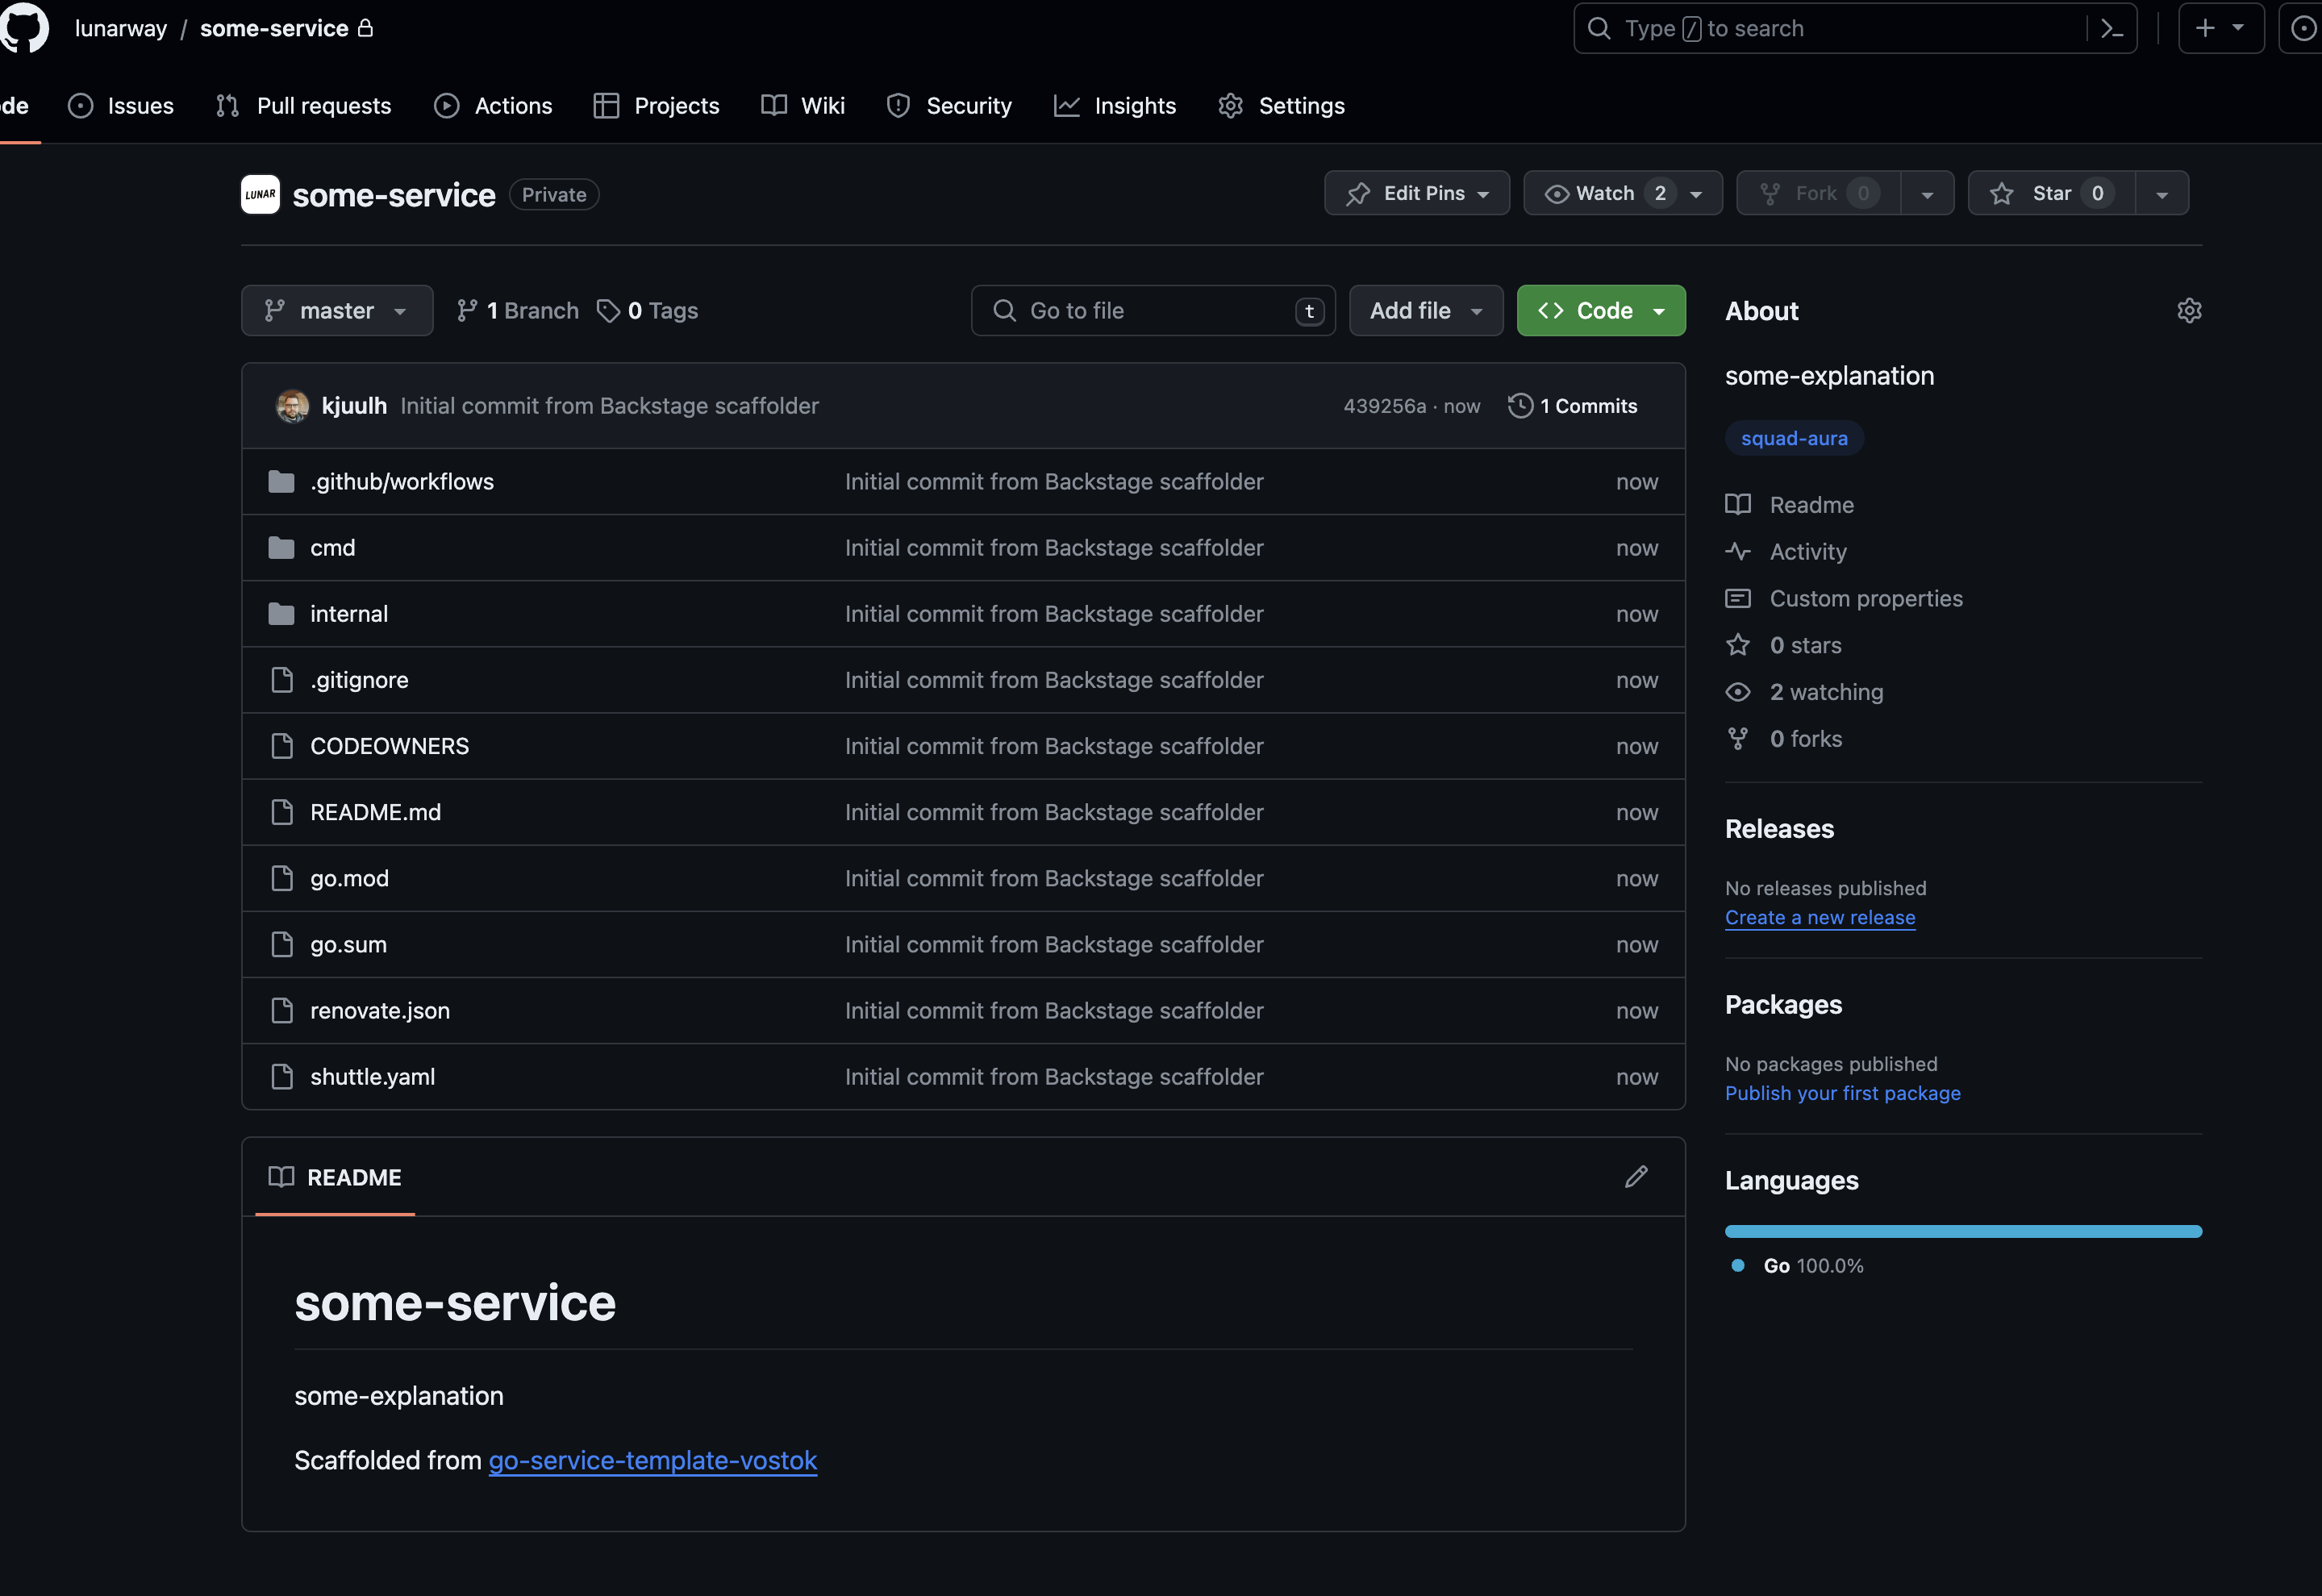 lunarway / some-service
Type / to search
de
Issues
Pull requests
Actions
Projects
Wiki
Security
Insights
Settings
LUNAR
some-service
Private
Edit Pins
Watch 2
Fork 0
Star 0
master
1 Branch
0 Tags
Go to file
t
Add file
Code
kjuulh Initial commit from Backstage scaffolder
439256a · now
1 Commits
.github/workflows Initial commit from Backstage scaffolder now
cmd Initial commit from Backstage scaffolder now
internal Initial commit from Backstage scaffolder now
.gitignore Initial commit from Backstage scaffolder now
CODEOWNERS Initial commit from Backstage scaffolder now
README.md Initial commit from Backstage scaffolder now
go.mod Initial commit from Backstage scaffolder now
go.sum Initial commit from Backstage scaffolder now
renovate.json Initial commit from Backstage scaffolder now
shuttle.yaml Initial commit from Backstage scaffolder now
README
some-service
some-explanation
Scaffolded from go-service-template-vostok
About
some-explanation
squad-aura
Readme
Activity
Custom properties
0 stars
2 watching
0 forks
Releases
No releases published
Create a new release
Packages
No packages published
Publish your first package
Languages
Go 100.0%